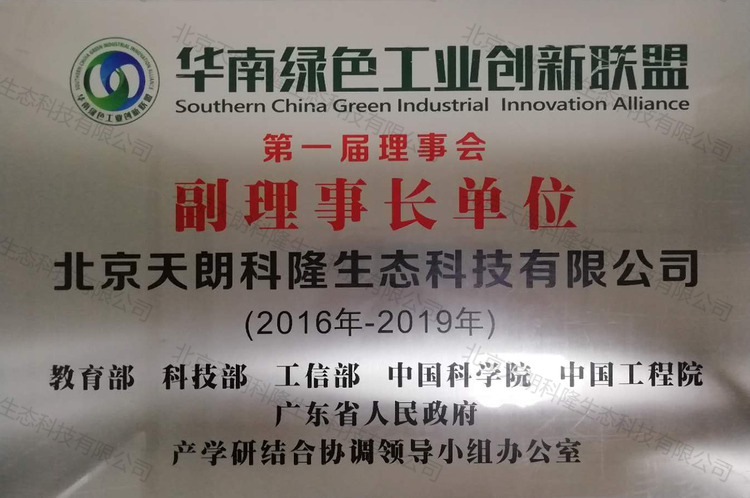 华南绿色工业创新联盟
Southern China Green Industrial Innovation Alliance
第一届理事会
副理事长单位
北京天朗科隆生态科技有限公司
(2016年-2019年)
教育部 科技部 工信部 中国科学院 中国工程院
广东省人民政府
产学研结合协调领导小组办公室